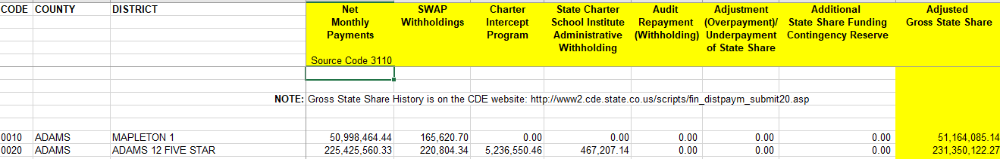 CODE COUNTY DISTRICT Net SWAP Charter State Charter Audit Adjustment Additional Adjusted
Monthly Withholdings Intercept School Institute Repayment (Overpayment)/ State Share Funding Gross State Share
Payments Program Administrative (Withholding) Underpayment Contingency Reserve
Withholding of State Share
Source Code 3110
NOTE: Gross State Share History is on the CDE website: http://www2.cde.state.co.us/scripts/fin_distpaym_submit20.asp
0010 ADAMS MAPLETON 1 50,998,464.44 165,620.70 0.00 0.00 0.00 0.00 0.00 51,164,085.14
0020 ADAMS ADAMS 12 FIVE STAR 225,425,560.33 220,804.34 5,236,550.46 467,207.14 0.00 0.00 0.00 231,350,122.27